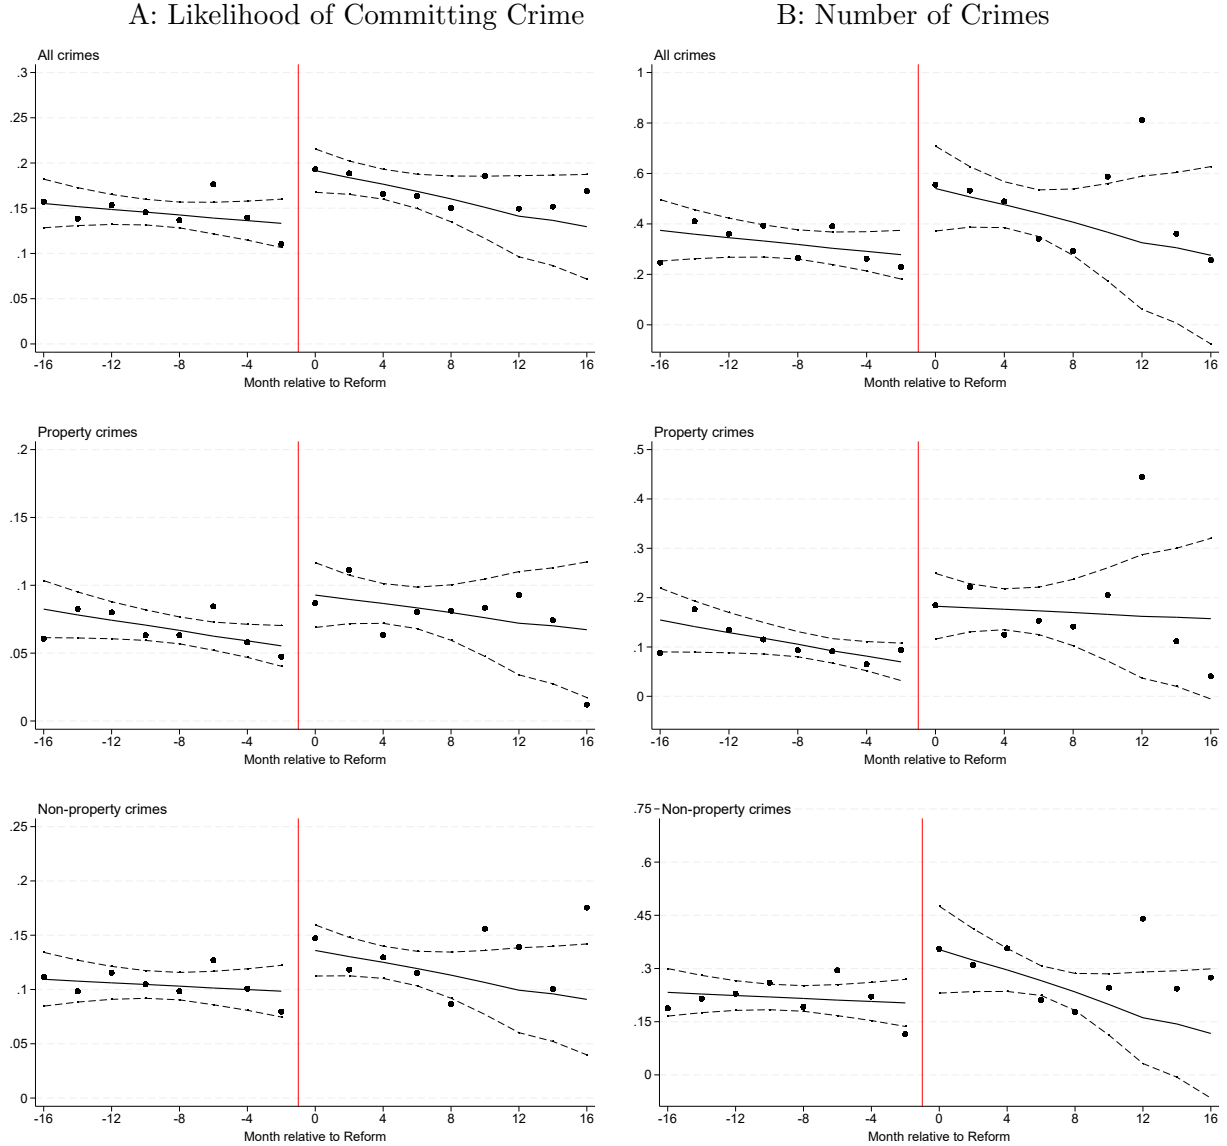 A: Likelihood of Committing Crime
B: Number of Crimes
All crimes
.3
.25
.2
.15
.1
.05
0
-16 -12 -8 -4 0 4 8 12 16
Month relative to Reform
All crimes
1
.8
.6
.4
.2
0
-16 -12 -8 -4 0 4 8 12 16
Month relative to Reform
Property crimes
.2
.15
.1
.05
0
-16 -12 -8 -4 0 4 8 12 16
Month relative to Reform
Property crimes
.5
.4
.3
.2
.1
0
-16 -12 -8 -4 0 4 8 12 16
Month relative to Reform
Non-property crimes
.25
.2
.15
.1
.05
0
-16 -12 -8 -4 0 4 8 12 16
Month relative to Reform
Non-property crimes
.75
.6
.45
.3
.15
0
-16 -12 -8 -4 0 4 8 12 16
Month relative to Reform